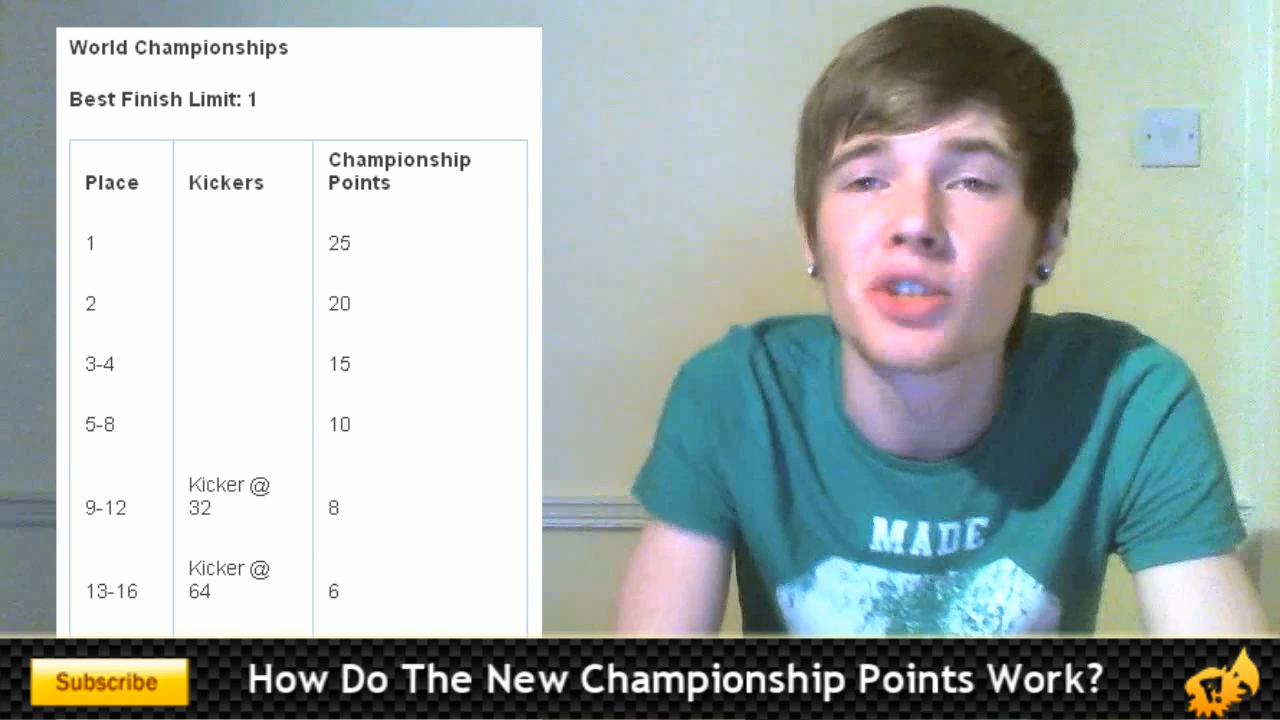 World Championships
Best Finish Limit: 1
Championship
Place Kickers Points
1 25
2 20
3-4 15
5-8 10
Kicker @
9-12 32 8
Kicker @
13-16 64 6
MADE
Subscribe
How Do The New Championship Points Work?